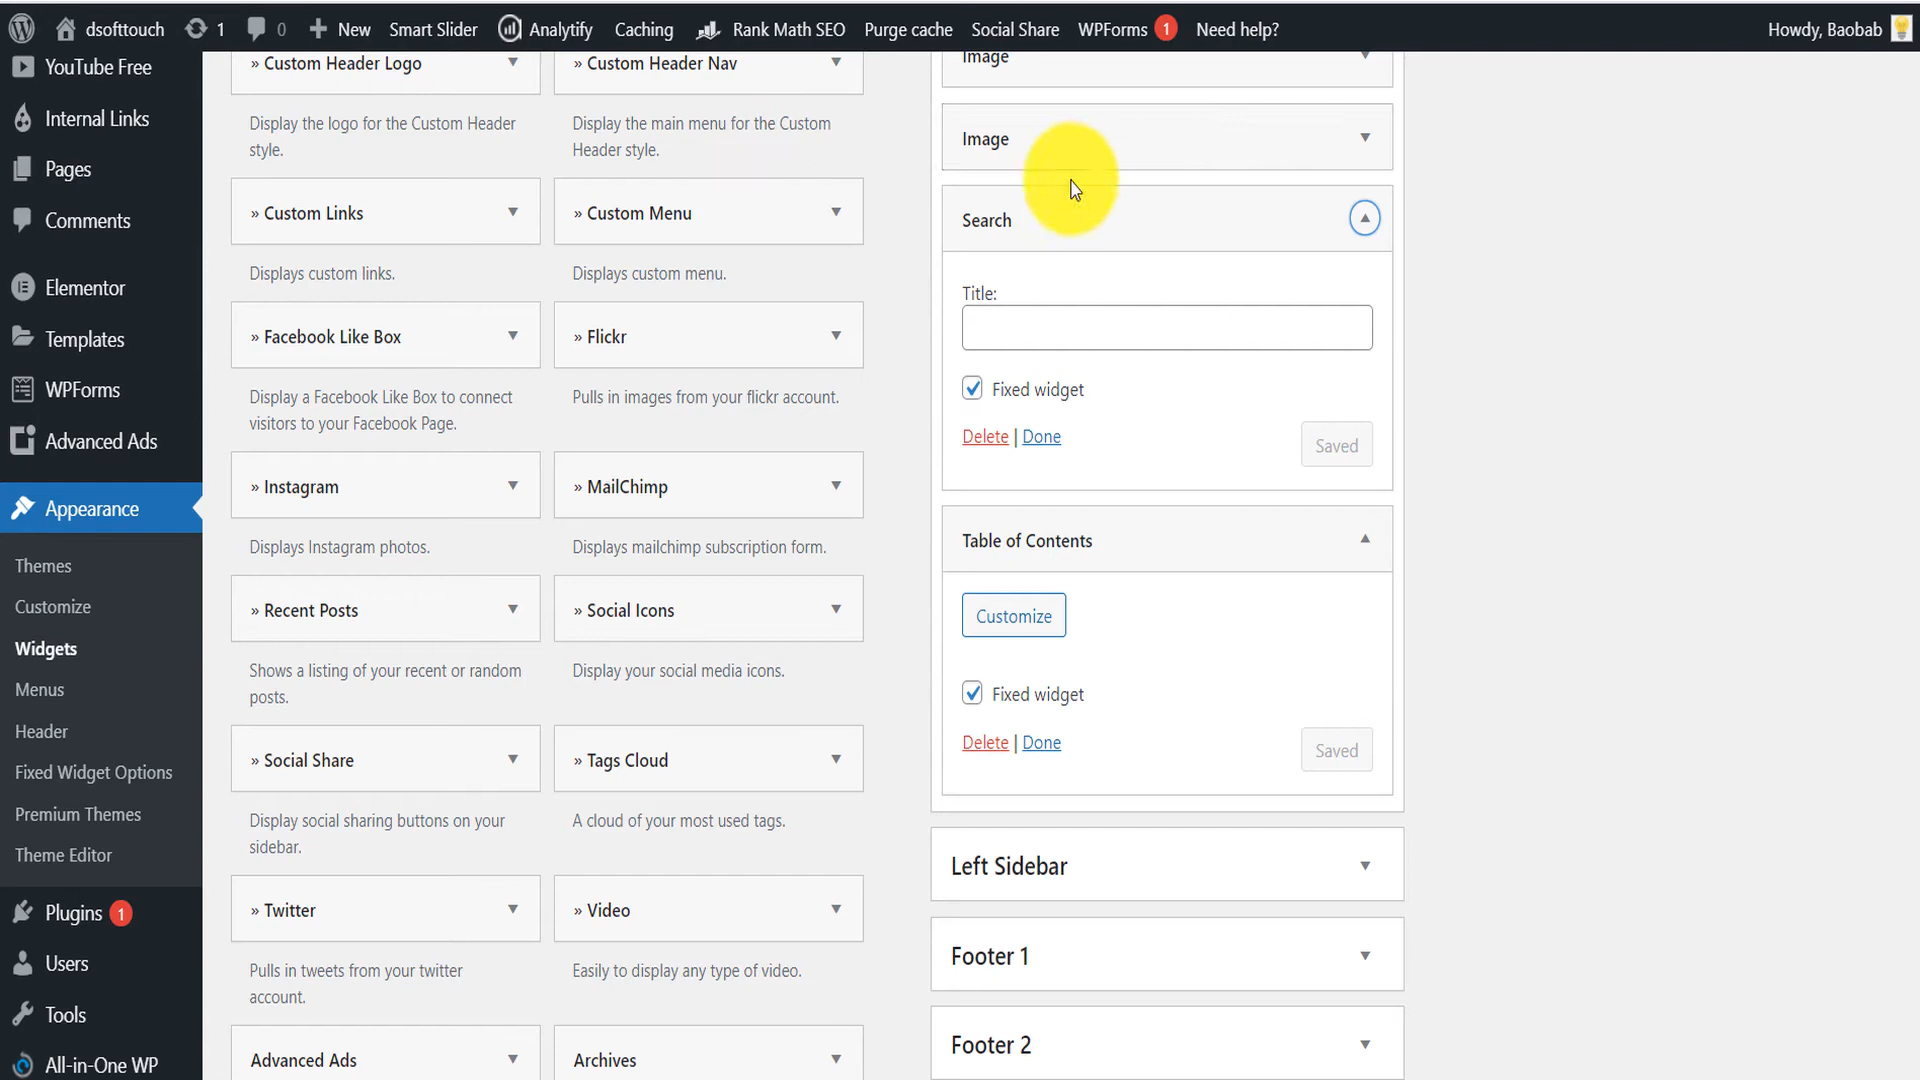 dsofttouch
1
0
New
Smart Slider
Analytify
Caching
Rank Math SEO
Purge cache
Social Share
WPForms 1
Need help?
Howdy, Baobab
YouTube Free
Internal Links
Pages
Comments
Elementor
Templates
WPForms
Advanced Ads
Appearance
Themes
Customize
Widgets
Menus
Header
Fixed Widget Options
Premium Themes
Theme Editor
Plugins 1
Users
Tools
All-in-One WP
» Custom Header Logo
Display the logo for the Custom Header
style.
» Custom Header Nav
Display the main menu for the Custom
Header style.
» Custom Links
Displays custom links.
» Custom Menu
Displays custom menu.
» Facebook Like Box
Display a Facebook Like Box to connect
visitors to your Facebook Page.
» Flickr
Pulls in images from your flickr account.
» Instagram
Displays Instagram photos.
» MailChimp
Displays mailchimp subscription form.
» Recent Posts
Shows a listing of your recent or random
posts.
» Social Icons
Display your social media icons.
» Social Share
Display social sharing buttons on your
sidebar.
» Tags Cloud
A cloud of your most used tags.
» Twitter
Pulls in tweets from your twitter
account.
» Video
Easily to display any type of video.
Advanced Ads
Archives
Image
Image
Search
Title:
Fixed widget
Delete | Done
Saved
Table of Contents
Customize
Fixed widget
Delete | Done
Saved
Left Sidebar
Footer 1
Footer 2